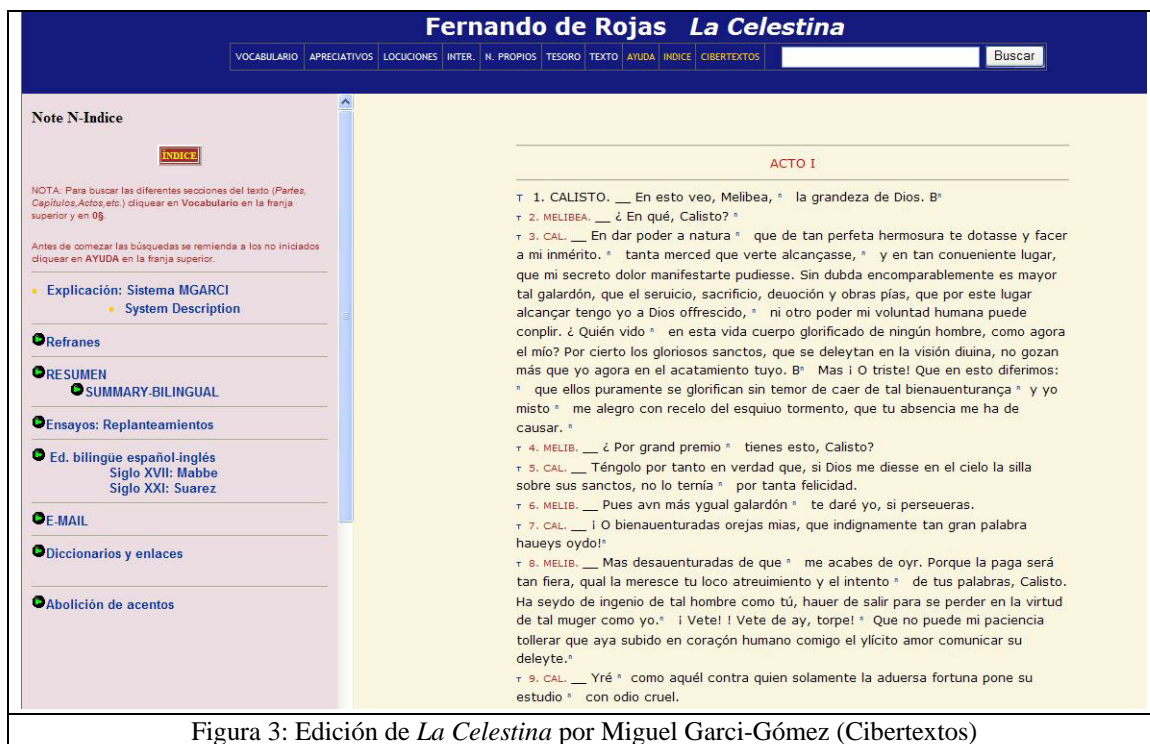 Fernando de Rojas La Celestina
VOCABULARIO APRECIATIVOS LOCUCIONES INTER. N. PROPIOS TESORO TEXTO AYUDA INDICE CIBERTEXTOS Buscar
Note N-Indice
ÍNDICE
NOTA: Para buscar las diferentes secciones del texto (Partes,
Capítulos,Actos,etc.) cliquear en Vocabulario en la franja
superior y en 0§.
Antes de comezar las búsquedas se remienda a los no iniciados
cliquear en AYUDA en la franja superior.
Explicación: Sistema MGARCI
System Description
Refranes
RESUMEN
SUMMARY-BILINGUAL
Ensayos: Replanteamientos
Ed. bilingüe español-inglés
Siglo XVII: Mabbe
Siglo XXI: Suarez
E-MAIL
Diccionarios y enlaces
Abolición de acentos
ACTO I
T 1. CALISTO. __ En esto veo, Melibea, n la grandeza de Dios. Bn
T 2. MELIBEA. __ ¿ En qué, Calisto? n
T 3. CAL. __ En dar poder a natura n que de tan perfeta hermosura te dotasse y facer
a mi inmérito. n tanta merced que verte alcançasse, n y en tan conueniente lugar,
que mi secreto dolor manifestarte pudiesse. Sin dubda encomparablemente es mayor
tal galardón, que el seruicio, sacrificio, deuoción y obras pías, que por este lugar
alcançar tengo yo a Dios offrescido, n ni otro poder mi voluntad humana puede
conplir. ¿ Quién vido n en esta vida cuerpo glorificado de ningún hombre, como agora
el mío? Por cierto los gloriosos sanctos, que se deleytan en la visión diuina, no gozan
más que yo agora en el acatamiento tuyo. Bn Mas ¡ O triste! Que en esto diferimos:
n que ellos puramente se glorifican sin temor de caer de tal bienauenturança n y yo
misto n me alegro con recelo del esquiuo tormento, que tu absencia me ha de
causar. n
T 4. MELIB. __ ¿ Por grand premio n tienes esto, Calisto?
T 5. CAL. __ Téngolo por tanto en verdad que, si Dios me diesse en el cielo la silla
sobre sus sanctos, no lo ternía n por tanta felicidad.
T 6. MELIB. __ Pues avn más ygual galardón n te daré yo, si perseueras.
T 7. CAL. __ ¡ O bienauenturadas orejas mias, que indignamente tan gran palabra
haueys oydo!n
T 8. MELIB. __ Mas desauenturadas de que n me acabes de oyr. Porque la paga será
tan fiera, qual la meresce tu loco atreuimiento y el intento n de tus palabras, Calisto.
Ha seydo de ingenio de tal hombre como tú, hauer de salir para se perder en la virtud
de tal muger como yo.n ¡ Vete! ! Vete de ay, torpe! n Que no puede mi paciencia
tollerar que aya subido en coraçón humano comigo el ylícito amor comunicar su
deleyte.n
T 9. CAL. __ Yré n como aquél contra quien solamente la aduersa fortuna pone su
estudio n con odio cruel.
Figura 3: Edición de La Celestina por Miguel Garci-Gómez (Cibertextos)